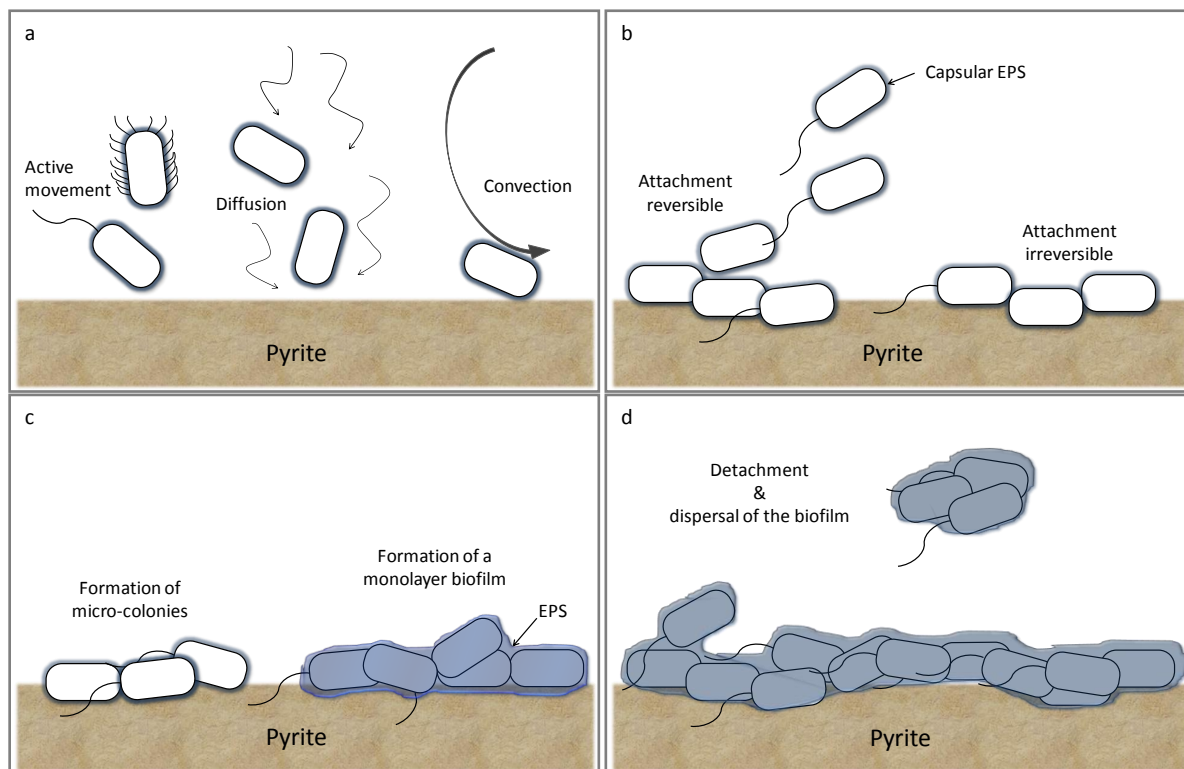 a
Active
movement
Diffusion
Convection
Pyrite
b
Capsular EPS
Attachment
reversible
Attachment
irreversible
Pyrite
c
Formation of
micro-colonies
Formation of a
monolayer biofilm
EPS
Pyrite
d
Detachment
&
dispersal of the biofilm
Pyrite